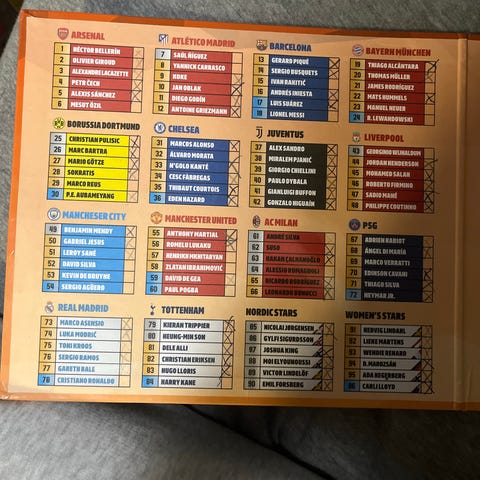 ARSENAL
1 HÉCTOR BELLERÍN
2 OLIVIER GIROUD
3 ALEXANDRE LACAZETTE
4 PETR ČECH
5 ALEXIS SÁNCHEZ
6 MESUT ÖZIL
ATLÉTICO MADRID
7 SAÚL ÑÍGUEZ
8 YANNICK CARRASCO
9 KOKE
10 JAN OBLAK
11 DIEGO GODÍN
12 ANTOINE GRIEZMANN
BARCELONA
13 GERARD PIQUÉ
14 SERGIO BUSQUETS
15 IVAN RAKITIĆ
16 ANDRÉS INIESTA
17 LUIS SUÁREZ
18 LIONEL MESSI
BAYERN MÜNCHEN
19 THIAGO ALCÁNTARA
20 THOMAS MÜLLER
21 JAMES RODRÍGUEZ
22 MATS HUMMELS
23 MANUEL NEUER
24 R. LEWANDOWSKI
BORUSSIA DORTMUND
25 CHRISTIAN PULISIC
26 MARC BARTRA
27 MARIO GÖTZE
28 SOKRATIS
29 MARCO REUS
30 P.E. AUBAMEYANG
CHELSEA
31 MARCOS ALONSO
32 ÁLVARO MORATA
33 N'GOLO KANTÉ
34 CESC FÀBREGAS
35 THIBAUT COURTOIS
36 EDEN HAZARD
JUVENTUS
37 ALEX SANDRO
38 MIRALEM PJANIĆ
39 GIORGIO CHIELLINI
40 PAULO DYBALA
41 GIANLUIGI BUFFON
42 GONZALO HIGUAÍN
LIVERPOOL
43 GEORGINIO WIJNALDUM
44 JORDAN HENDERSON
45 MOHAMED SALAH
46 ROBERTO FIRMINO
47 SADIO MANÉ
48 PHILIPPE COUTINHO
MANCHESER CITY
49 BENJAMIN MENDY
50 GABRIEL JESUS
51 LEROY SANÉ
52 DAVID SILVA
53 KEVIN DE BRUYNE
54 SERGIO AGÜERO
MANCHESTER UNITED
55 ANTHONY MARTIAL
56 ROMELU LUKAKU
57 HENRIKH MKHITARYAN
58 ZLATAN IBRAHIMOVIĆ
59 DAVID DE GEA
60 PAUL POGBA
AC MILAN
61 ANDRÉ SILVA
62 SUSO
63 HAKAN ÇALHANOĞLU
64 ALESSIO ROMAGNOLI
65 RICARDO RODRÍGUEZ
66 LEONARDO BONUCCI
PSG
67 ADRIEN RABIOT
68 ÁNGEL DI MARÍA
69 MARCO VERRATTI
70 EDINSON CAVANI
71 THIAGO SILVA
72 NEYMAR JR.
REAL MADRID
73 MARCO ASENSIO
74 LUKA MODRIĆ
75 TONI KROOS
76 SERGIO RAMOS
77 GARETH BALE
78 CRISTIANO RONALDO
TOTTENHAM
79 KIERAN TRIPPIER
80 HEUNG-MIN SON
81 DELE ALLI
82 CHRISTIAN ERIKSEN
83 HUGO LLORIS
84 HARRY KANE
NORDIC STARS
85 NICOLAI JØRGENSEN
86 GYLFI SIGURDSSON
87 JOSHUA KING
88 MOI ELYOUNOUSSI
89 VICTOR LINDELÖF
90 EMIL FORSBERG
WOMEN'S STARS
91 HEDVIG LINDAHL
92 LIEKE MARTENS
93 WENDIE RENARD
94 D. MAROZSÁN
95 ADA HEGERBERG
96 CARLI LLOYD